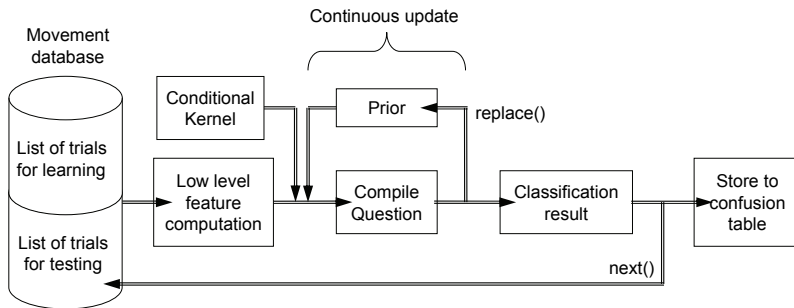 Continuous update
Movement
database
Conditional
Kernel
Prior
replace()
List of trials
for learning
Low level
feature
computation
Compile
Question
Classification
result
Store to
confusion
table
List of trials
for testing
next()